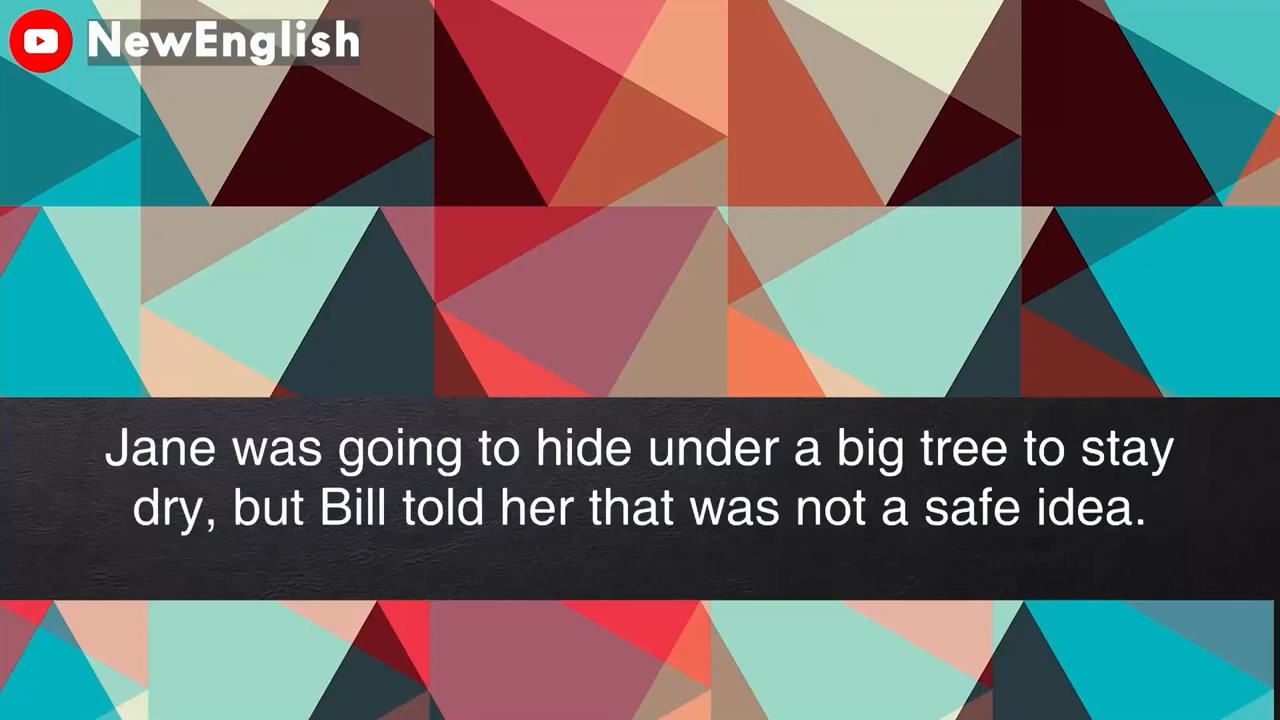 NewEnglish
Jane was going to hide under a big tree to stay
dry, but Bill told her that was not a safe idea.